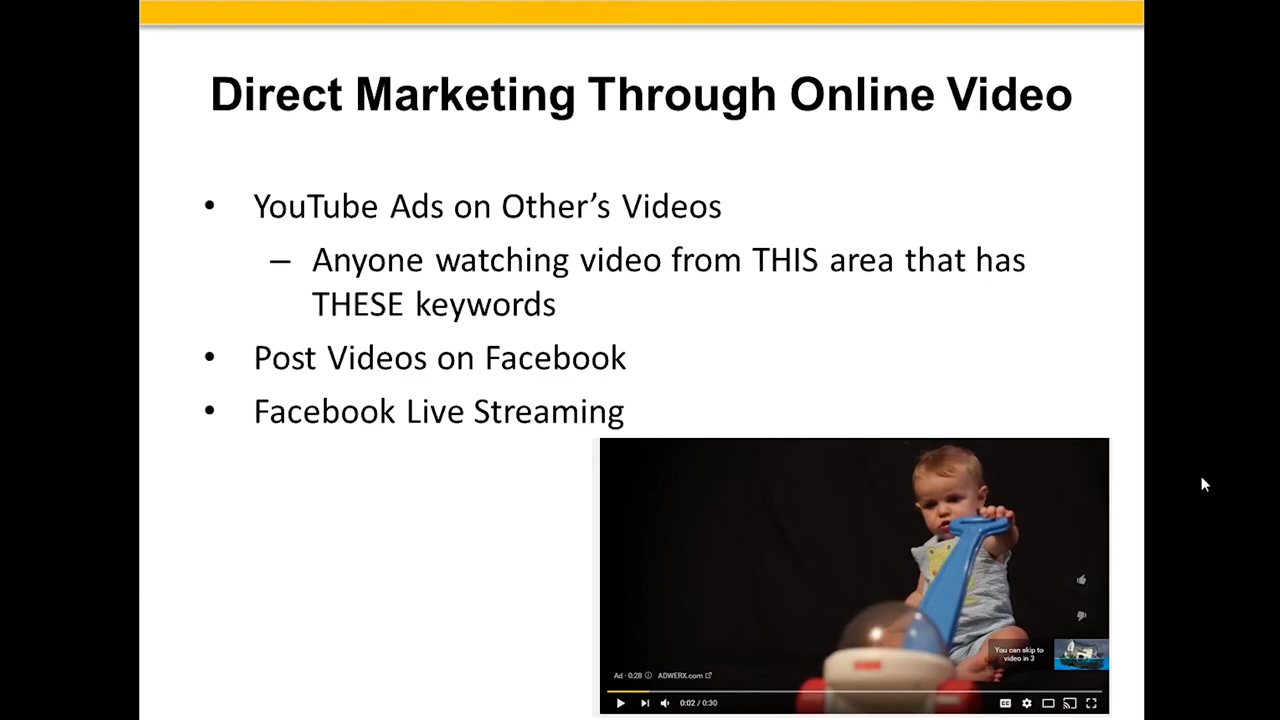 Direct Marketing Through Online Video
• YouTube Ads on Other’s Videos
– Anyone watching video from THIS area that has
THESE keywords
• Post Videos on Facebook
• Facebook Live Streaming
You can skip to
video in 3
Ad · 0:28 ADWERX.com
0:02 / 0:30